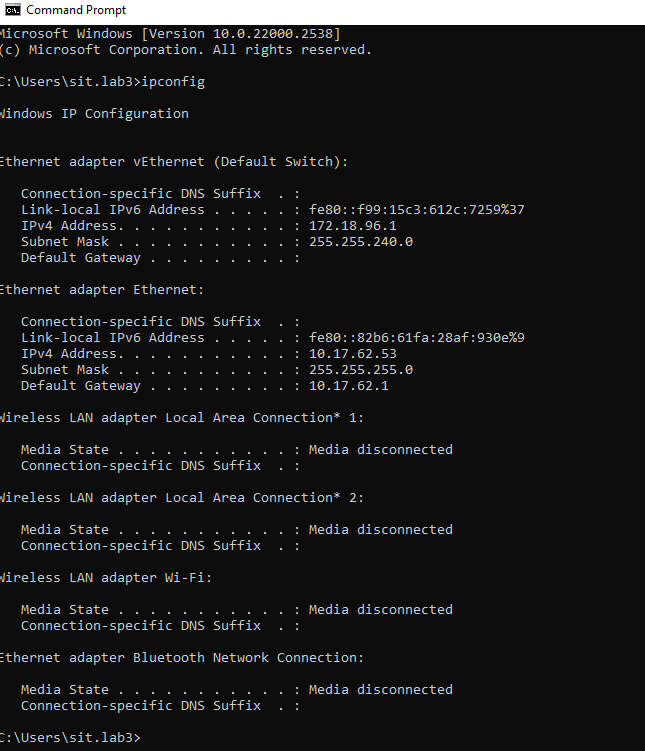 Command Prompt
Microsoft Windows [Version 10.0.22000.2538]
(c) Microsoft Corporation. All rights reserved.
C:\Users\sit.lab3>ipconfig
Windows IP Configuration
Ethernet adapter vEthernet (Default Switch):
Connection-specific DNS Suffix  . :
Link-local IPv6 Address . . . . . : fe80::f99:15c3:612c:7259%37
IPv4 Address. . . . . . . . . . . : 172.18.96.1
Subnet Mask . . . . . . . . . . . : 255.255.240.0
Default Gateway . . . . . . . . . :
Ethernet adapter Ethernet:
Connection-specific DNS Suffix  . :
Link-local IPv6 Address . . . . . : fe80::82b6:61fa:28af:930e%9
IPv4 Address. . . . . . . . . . . : 10.17.62.53
Subnet Mask . . . . . . . . . . . : 255.255.255.0
Default Gateway . . . . . . . . . : 10.17.62.1
Wireless LAN adapter Local Area Connection* 1:
Media State . . . . . . . . . . . : Media disconnected
Connection-specific DNS Suffix  . :
Wireless LAN adapter Local Area Connection* 2:
Media State . . . . . . . . . . . : Media disconnected
Connection-specific DNS Suffix  . :
Wireless LAN adapter Wi-Fi:
Media State . . . . . . . . . . . : Media disconnected
Connection-specific DNS Suffix  . :
Ethernet adapter Bluetooth Network Connection:
Media State . . . . . . . . . . . : Media disconnected
Connection-specific DNS Suffix  . :
C:\Users\sit.lab3>